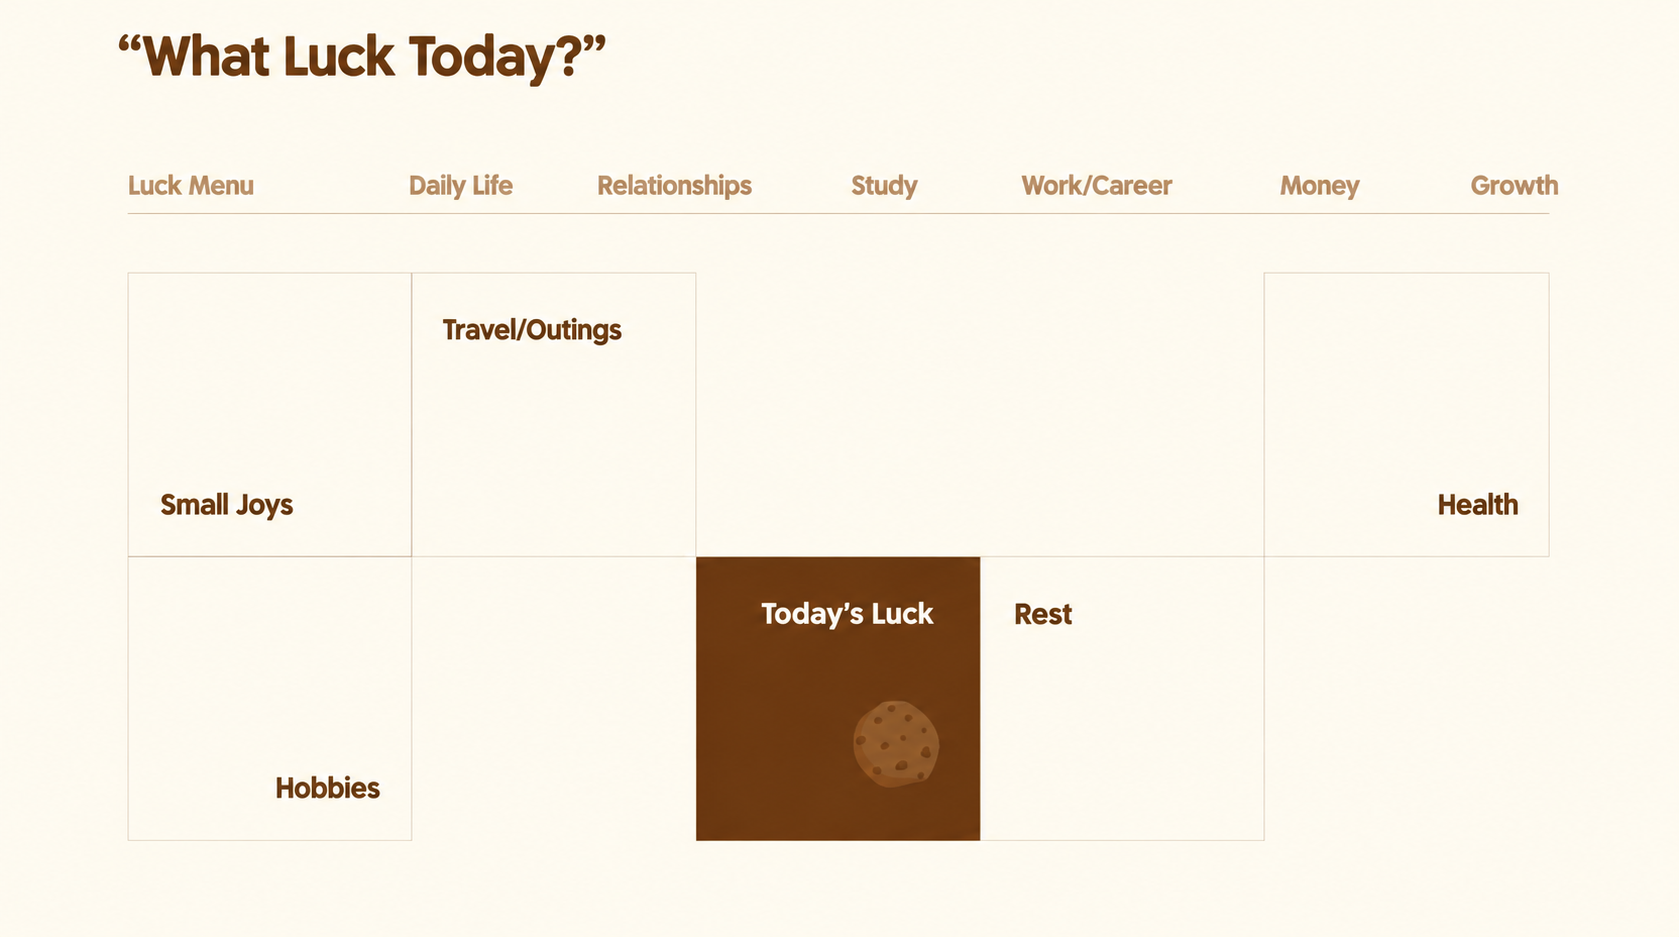 “What Luck Today?”
Luck Menu Daily Life Relationships Study Work/Career Money Growth
Travel/Outings
Small Joys
Health
Today’s Luck
Rest
Hobbies